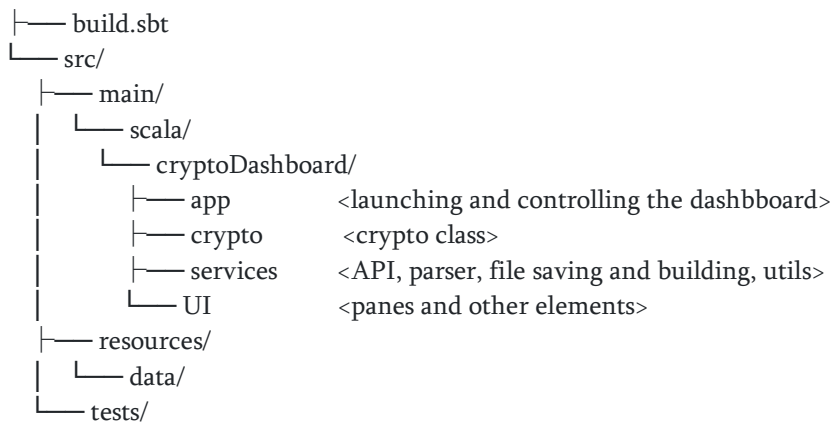 ├── build.sbt
└── src/
├── main/
│ └── scala/
│ └── cryptoDashboard/
│ ├── app <launching and controlling the dashbboard>
│ ├── crypto <crypto class>
│ ├── services <API, parser, file saving and building, utils>
│ └── UI <panes and other elements>
├── resources/
│ └── data/
└── tests/